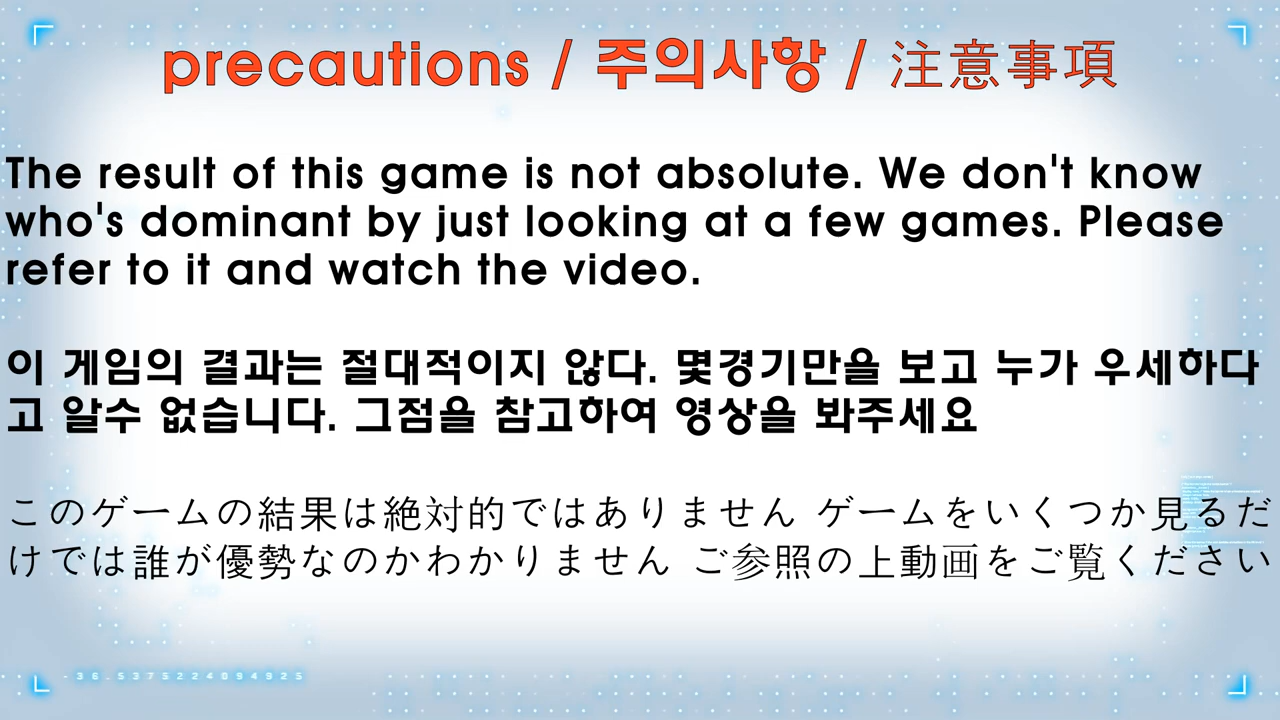 precautions / 주의사항 / 注意事項
The result of this game is not absolute. We don't know
who's dominant by just looking at a few games. Please
refer to it and watch the video.
이 게임의 결과는 절대적이지 않다. 몇경기만을 보고 누가 우세하다
고 알수 없습니다. 그점을 참고하여 영상을 봐주세요
このゲームの結果は絶対的ではありません ゲームをいくつか見るだ
けでは誰が優勢なのかわかりません ご参照の上動画をご覧ください
-36.5375224094925